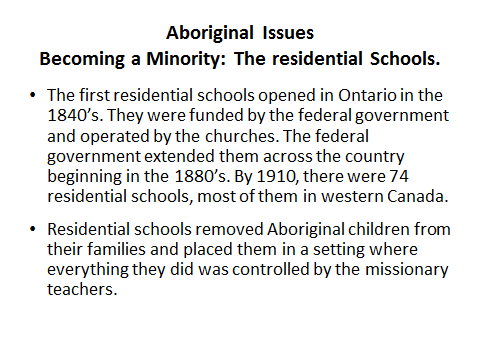 Aboriginal Issues
Becoming a Minority: The residential Schools.
• The first residential schools opened in Ontario in the
1840’s. They were funded by the federal government
and operated by the churches. The federal
government extended them across the country
beginning in the 1880’s. By 1910, there were 74
residential schools, most of them in western Canada.
• Residential schools removed Aboriginal children from
their families and placed them in a setting where
everything they did was controlled by the missionary
teachers.